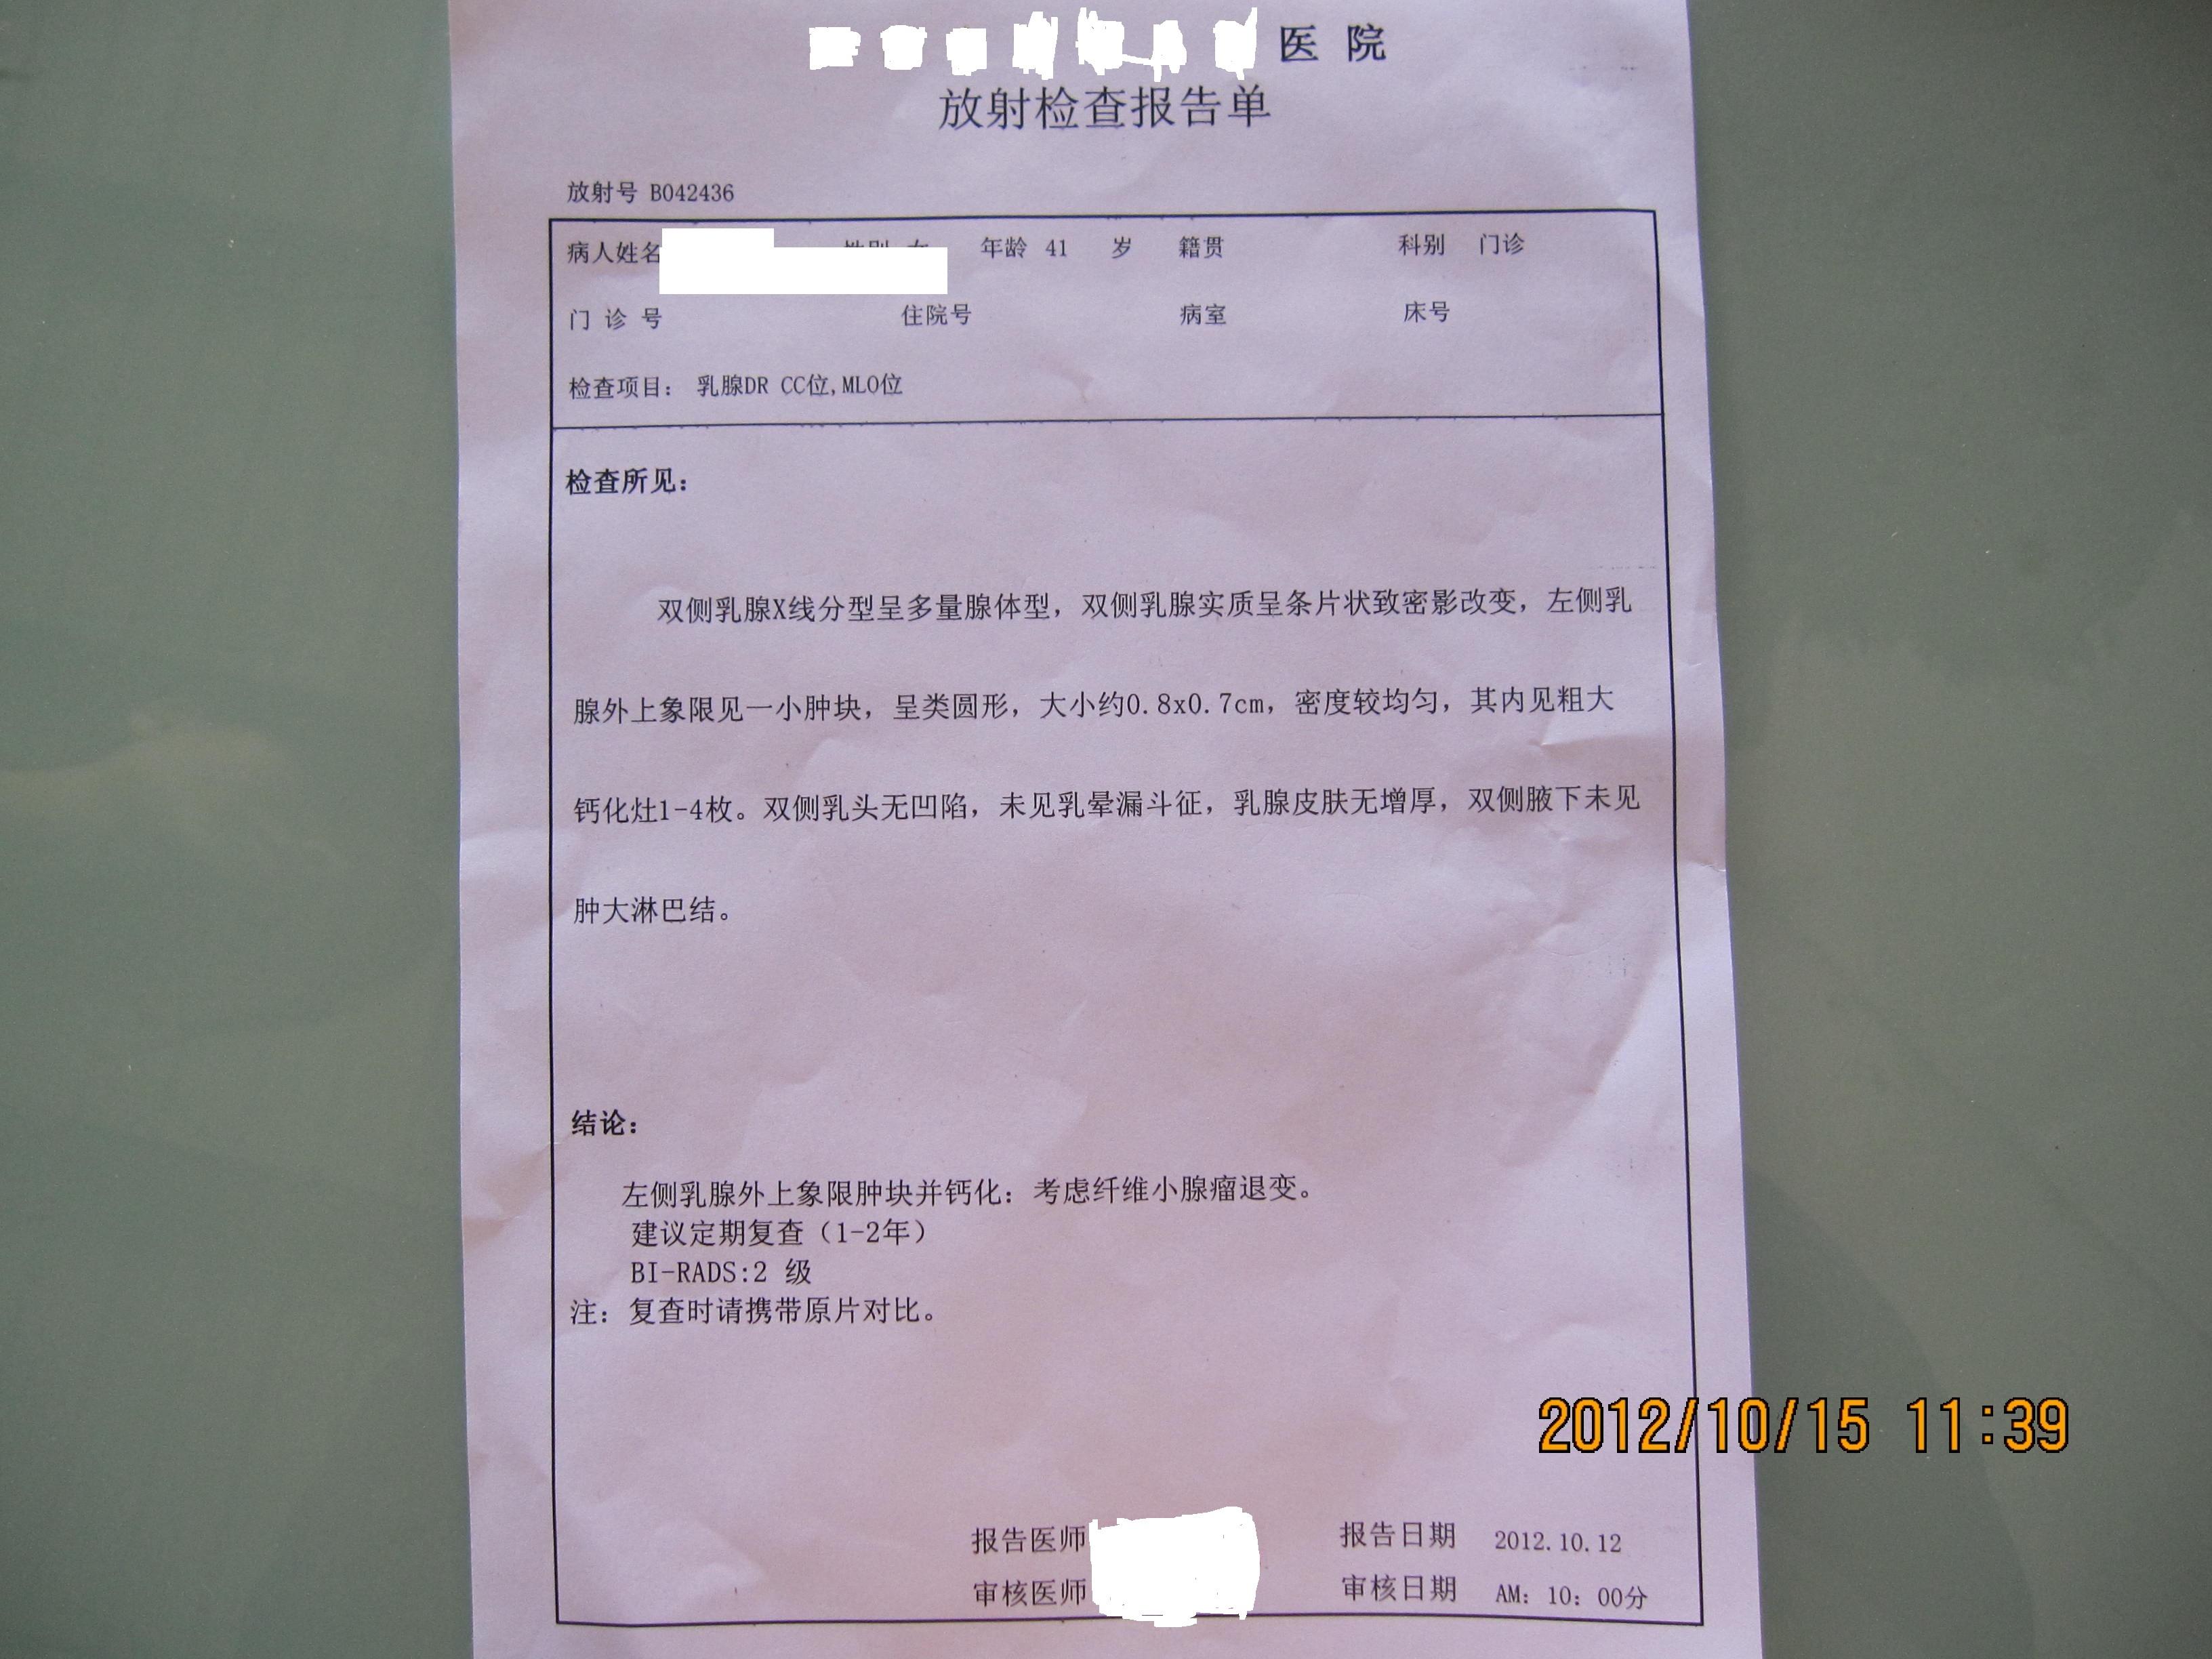 医 院
放射检查报告单
放射号 B042436
病人姓名 性别 女 年龄 41 岁 籍贯 科别 门诊
门 诊 号 住院号 病室 床号
检查项目： 乳腺DR CC位,MLO位
检查所见：
双侧乳腺X线分型呈多量腺体型，双侧乳腺实质呈条片状致密影改变，左侧乳
腺外上象限见一小肿块，呈类圆形，大小约0.8x0.7cm，密度较均匀，其内见粗大
钙化灶1-4枚。双侧乳头无凹陷，未见乳晕漏斗征，乳腺皮肤无增厚，双侧腋下未见
肿大淋巴结。
结论：
左侧乳腺外上象限肿块并钙化：考虑纤维小腺瘤退变。
建议定期复查（1-2年）
BI-RADS:2 级
注：复查时请携带原片对比。
2012/10/15 11:39
报告医师 报告日期 2012.10.12
审核医师 审核日期 AM：10：00分